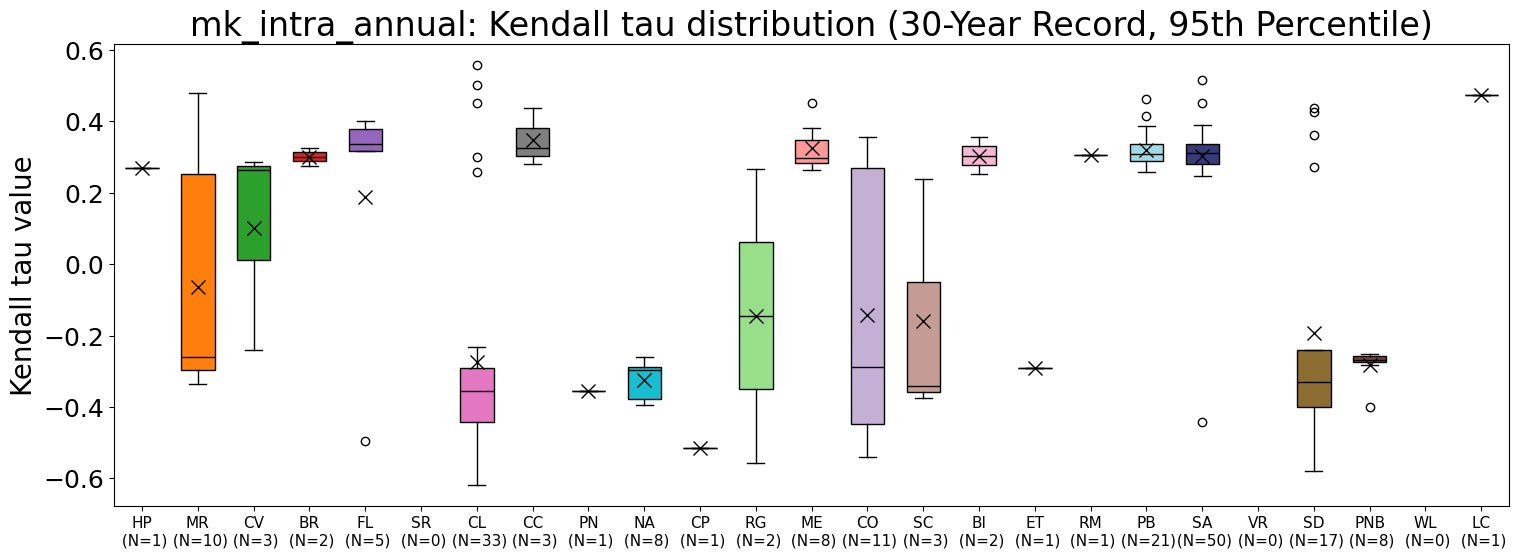 mk_intra_annual: Kendall tau distribution (30-Year Record, 95th Percentile)
Kendall tau value
0.6
0.4
0.2
0.0
−0.2
−0.4
−0.6
HP MR CV BR FL SR CL CC PN NA CP RG ME CO SC BI ET RM PB SA VR SD PNB WL LC
(N=1) (N=10) (N=3) (N=2) (N=5) (N=0) (N=33) (N=3) (N=1) (N=8) (N=1) (N=2) (N=8) (N=11) (N=3) (N=2) (N=1) (N=1) (N=21) (N=50) (N=0) (N=17) (N=8) (N=0) (N=1)